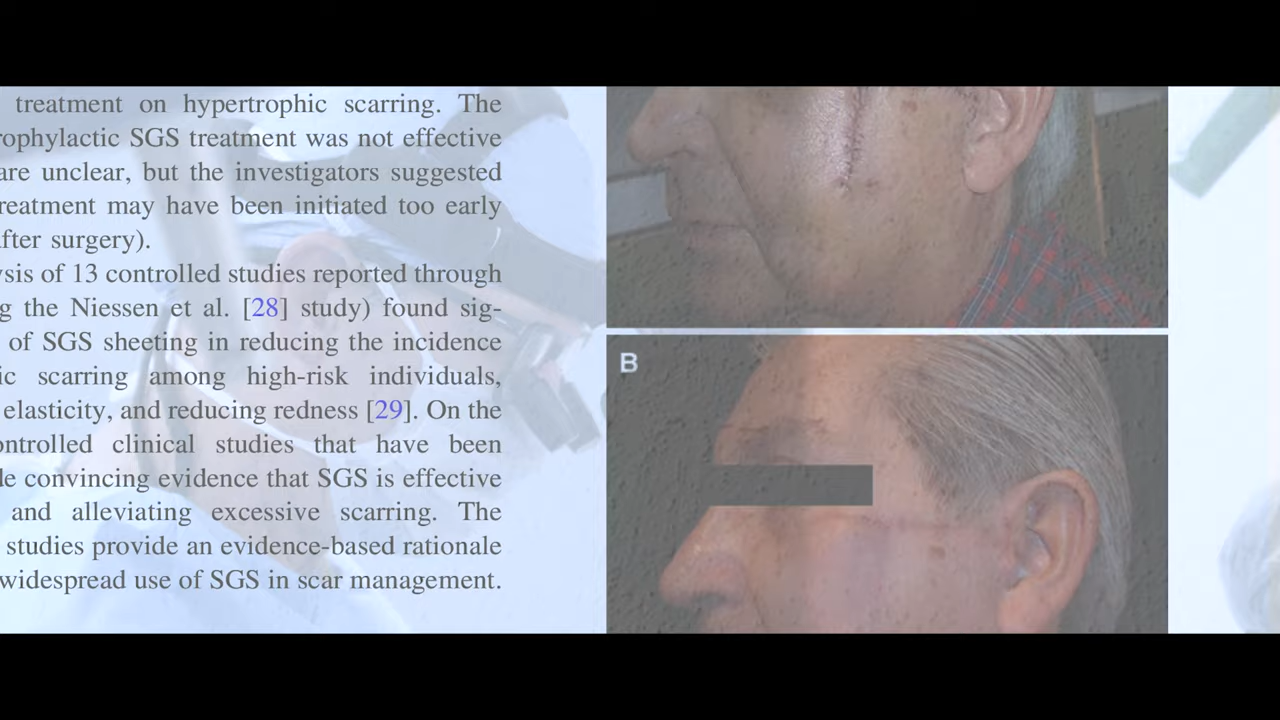 treatment on hypertrophic scarring. The
rophylactic SGS treatment was not effective
are unclear, but the investigators suggested
reatment may have been initiated too early
fter surgery).
ysis of 13 controlled studies reported through
g the Niessen et al. [28] study) found sig-
of SGS sheeting in reducing the incidence
ic scarring among high-risk individuals,
elasticity, and reducing redness [29]. On the
ontrolled clinical studies that have been
le convincing evidence that SGS is effective
and alleviating excessive scarring. The
studies provide an evidence-based rationale
widespread use of SGS in scar management.
B